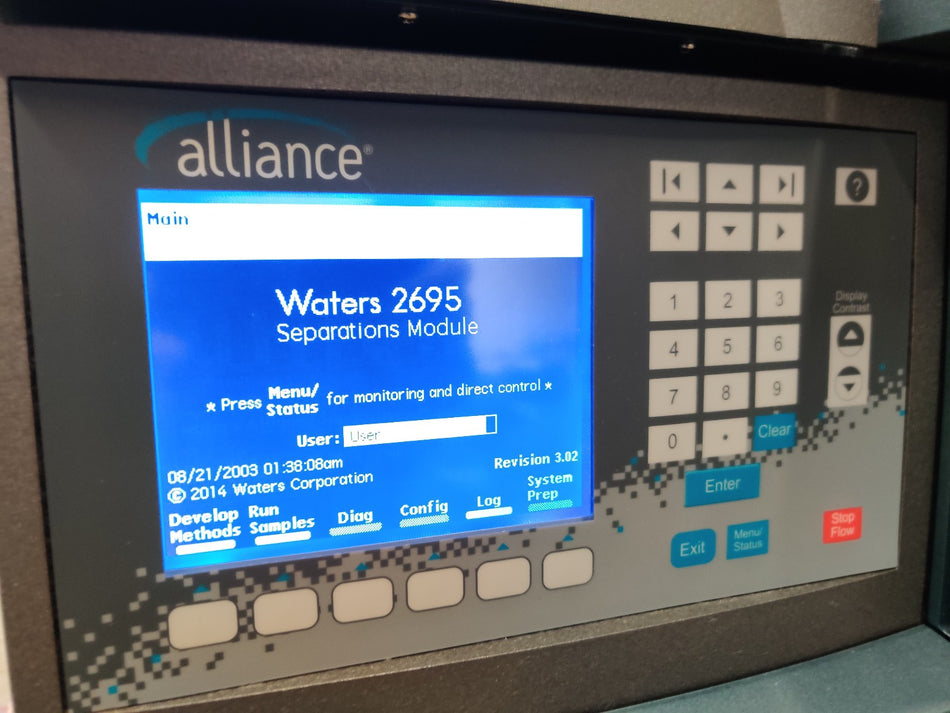 alliance®
Main
Waters 2695
Separations Module
* Press Menu/ Status for monitoring and direct control *
User: User
08/21/2003 01:38:08am
Revision 3.02
© 2014 Waters Corporation
Develop Methods
Run Samples
Diag
Config
Log
System Prep
?
Display Contrast
1 2 3
4 5 6
7 8 9
0 . Clear
Enter
Exit
Menu/ Status
Stop Flow